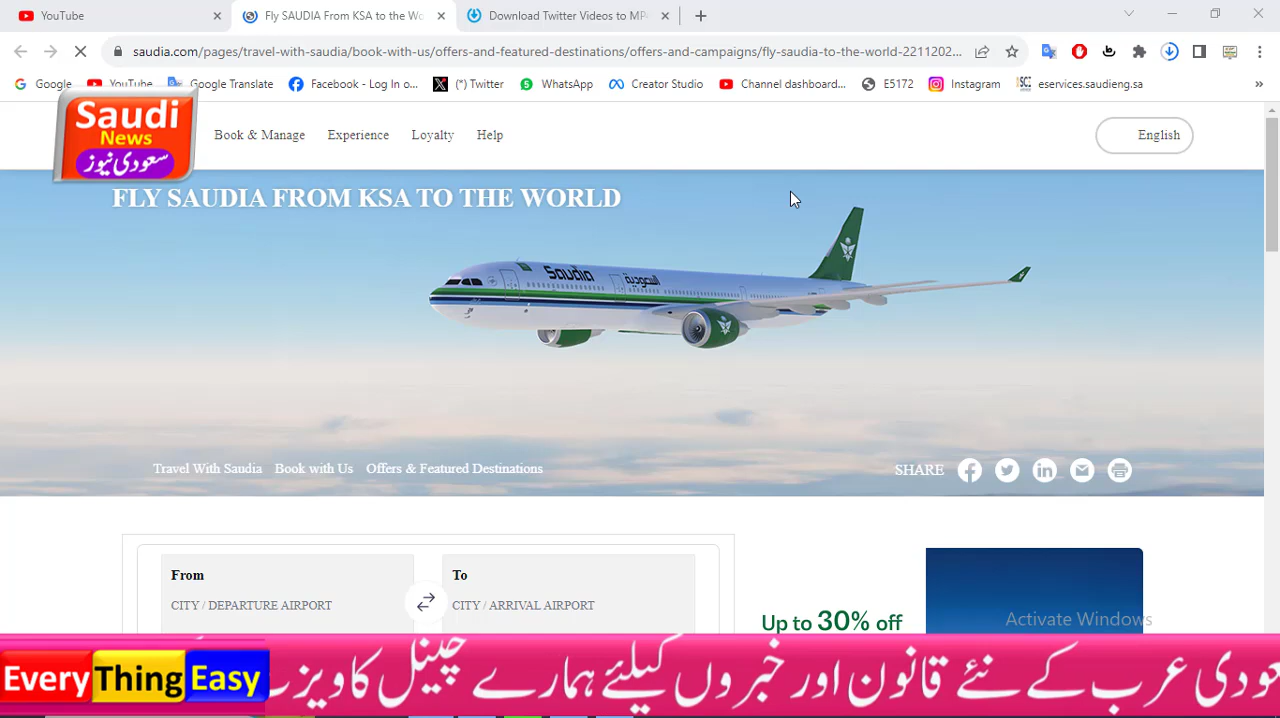 YouTube
Fly SAUDIA From KSA to the Wo
Download Twitter Videos to MP
saudia.com/pages/travel-with-saudia/book-with-us/offers-and-featured-destinations/offers-and-campaigns/fly-saudia-to-the-world-2211202...
Google YouTube Google Translate Facebook - Log In o... (*) Twitter WhatsApp Creator Studio Channel dashboard... E5172 Instagram eservices.saudieng.sa
Saudi
News
سعودی نیوز
Book & Manage Experience Loyalty Help
English
FLY SAUDIA FROM KSA TO THE WORLD
Saudia السعودية
Travel With Saudia Book with Us Offers & Featured Destinations
SHARE
From
To
CITY / DEPARTURE AIRPORT
CITY / ARRIVAL AIRPORT
Up to 30% off
Activate Windows
EveryThing Easy
عودی عرب کے نئے قانون اور خبروں کیلئے ہمارے چینل کا ویزٹ